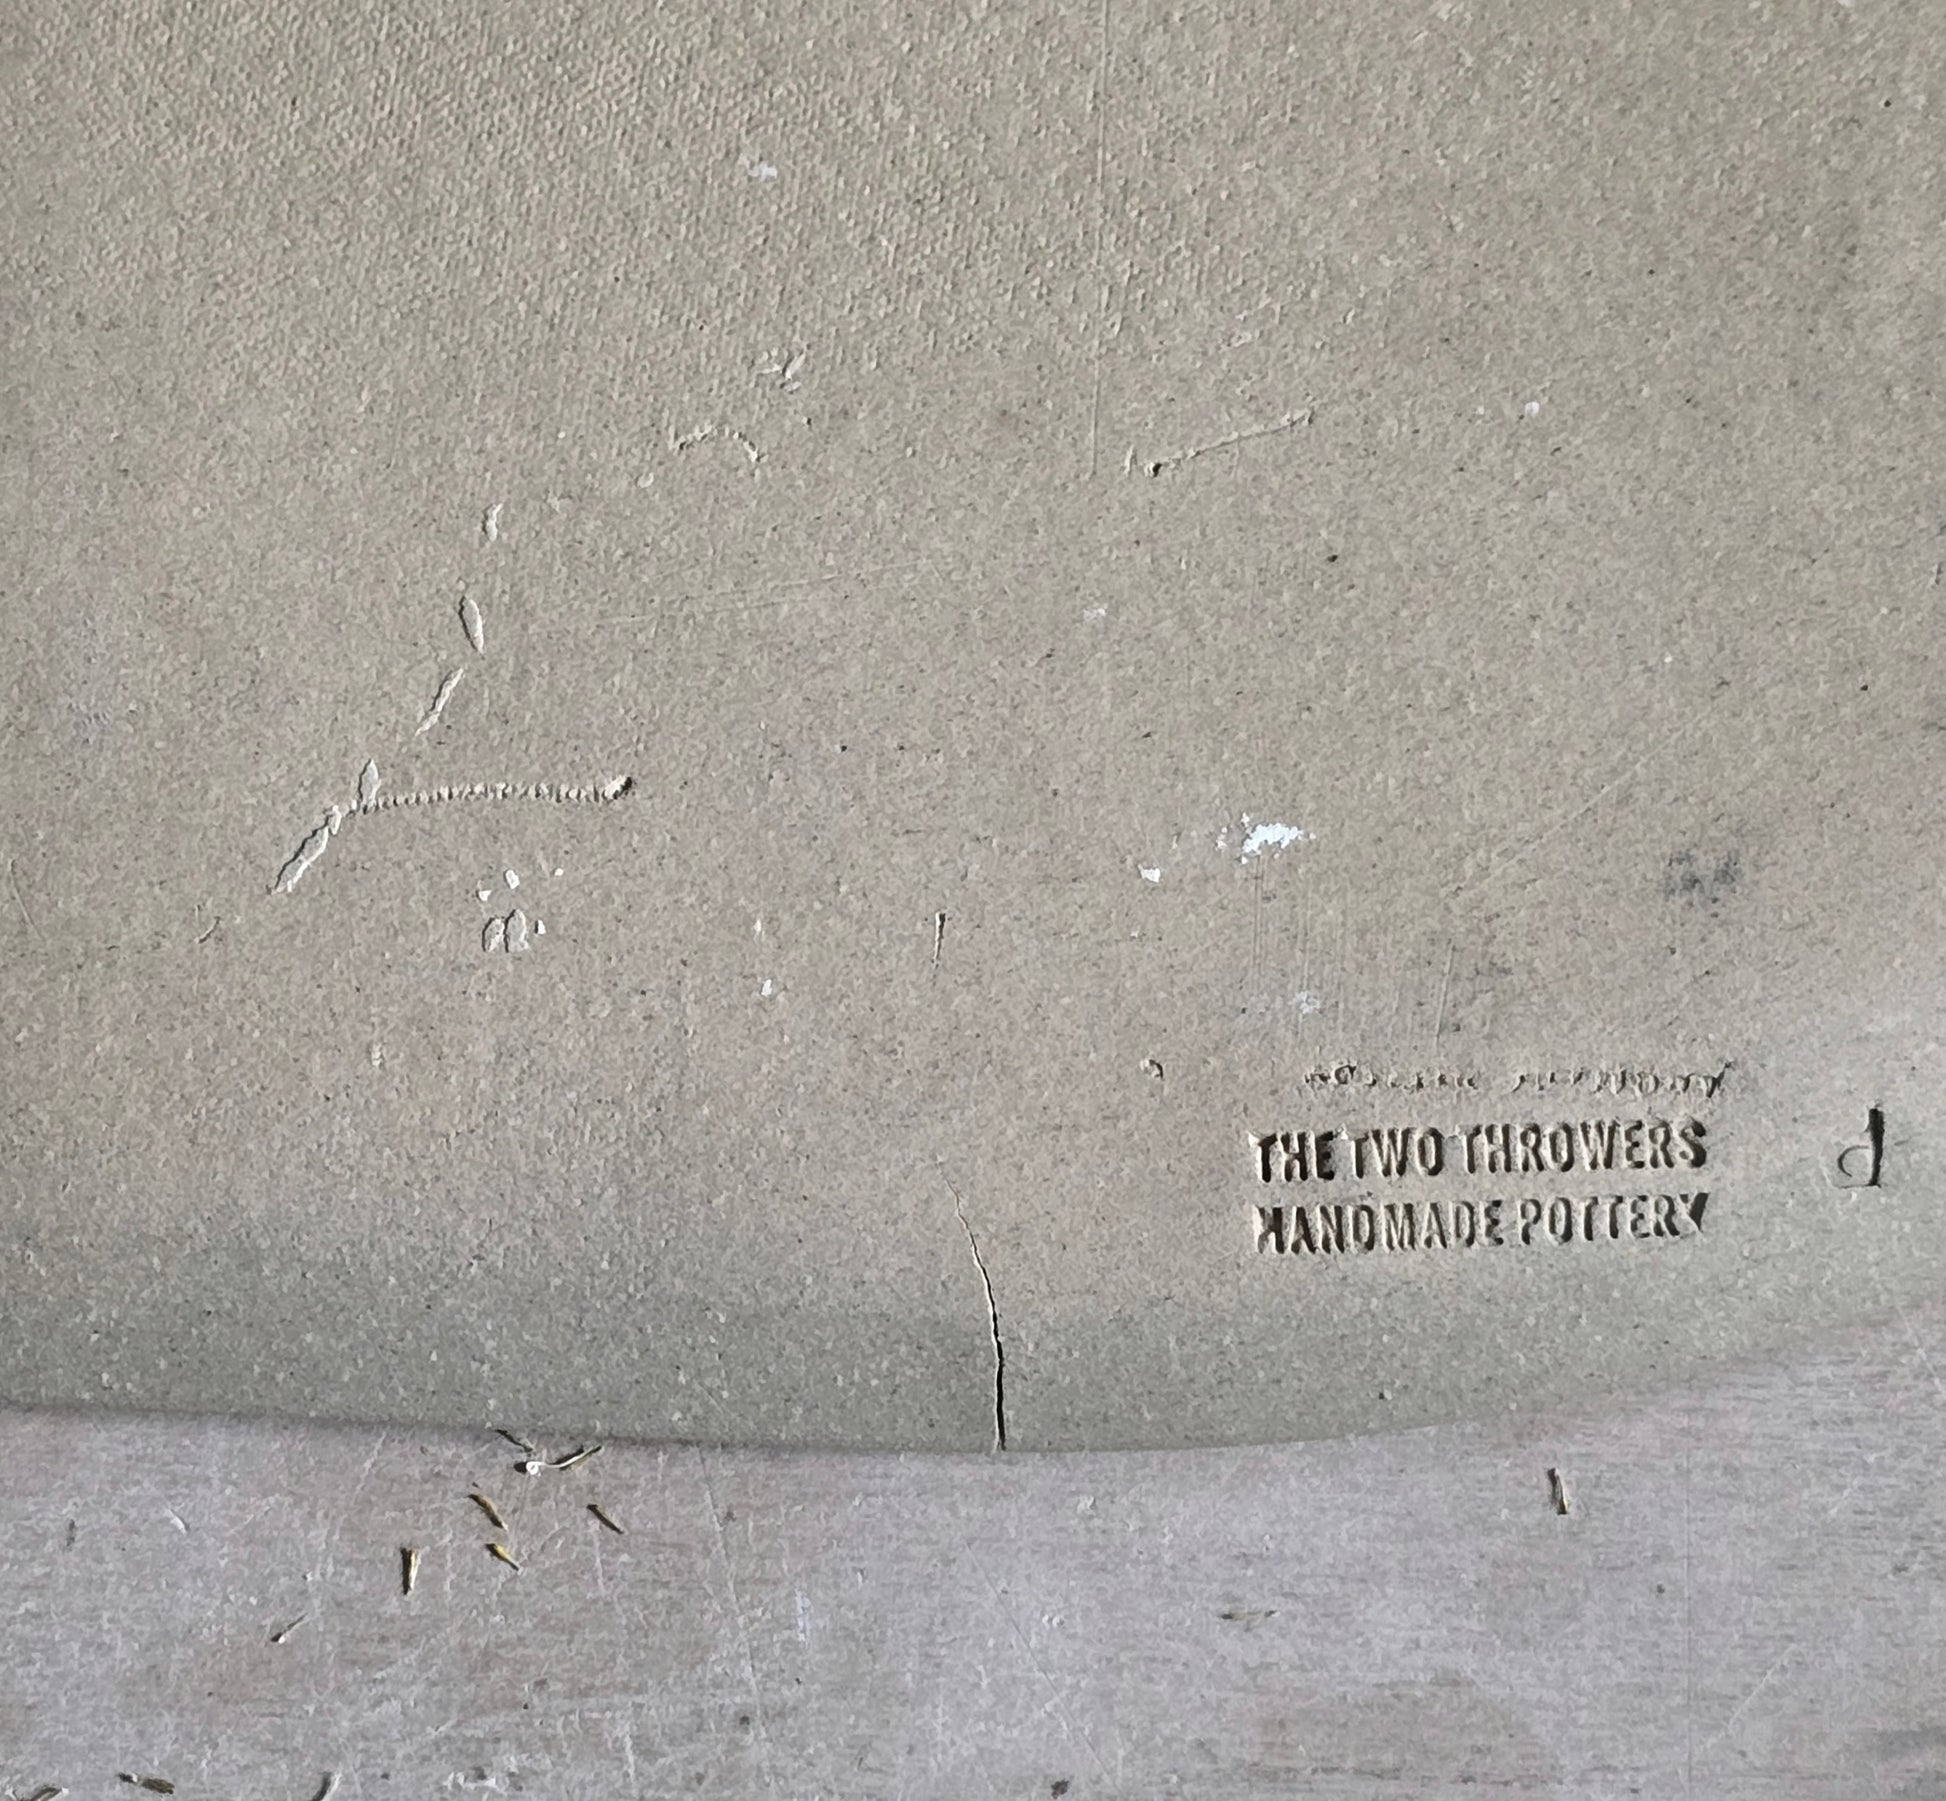 THE TWO THROWERS
HANDMADE POTTERY
d